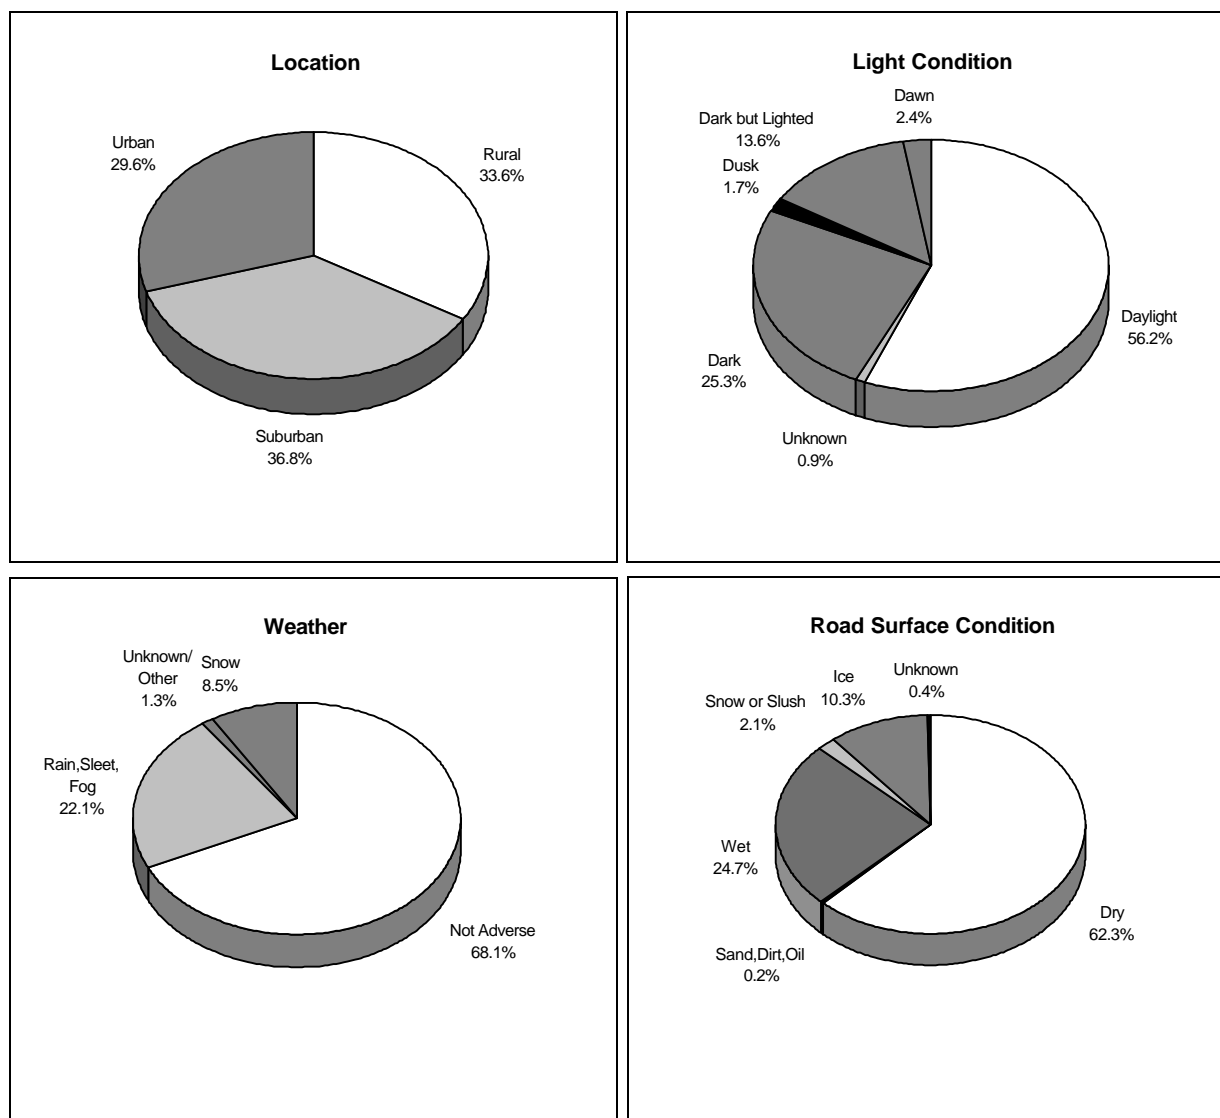 Location
Urban
29.6%
Rural
33.6%
Suburban
36.8%
Light Condition
Dawn
2.4%
Dark but Lighted
13.6%
Dusk
1.7%
Daylight
56.2%
Dark
25.3%
Unknown
0.9%
Weather
Unknown/
Other
1.3%
Snow
8.5%
Rain,Sleet,
Fog
22.1%
Not Adverse
68.1%
Road Surface Condition
Unknown
0.4%
Ice
10.3%
Snow or Slush
2.1%
Wet
24.7%
Dry
62.3%
Sand,Dirt,Oil
0.2%